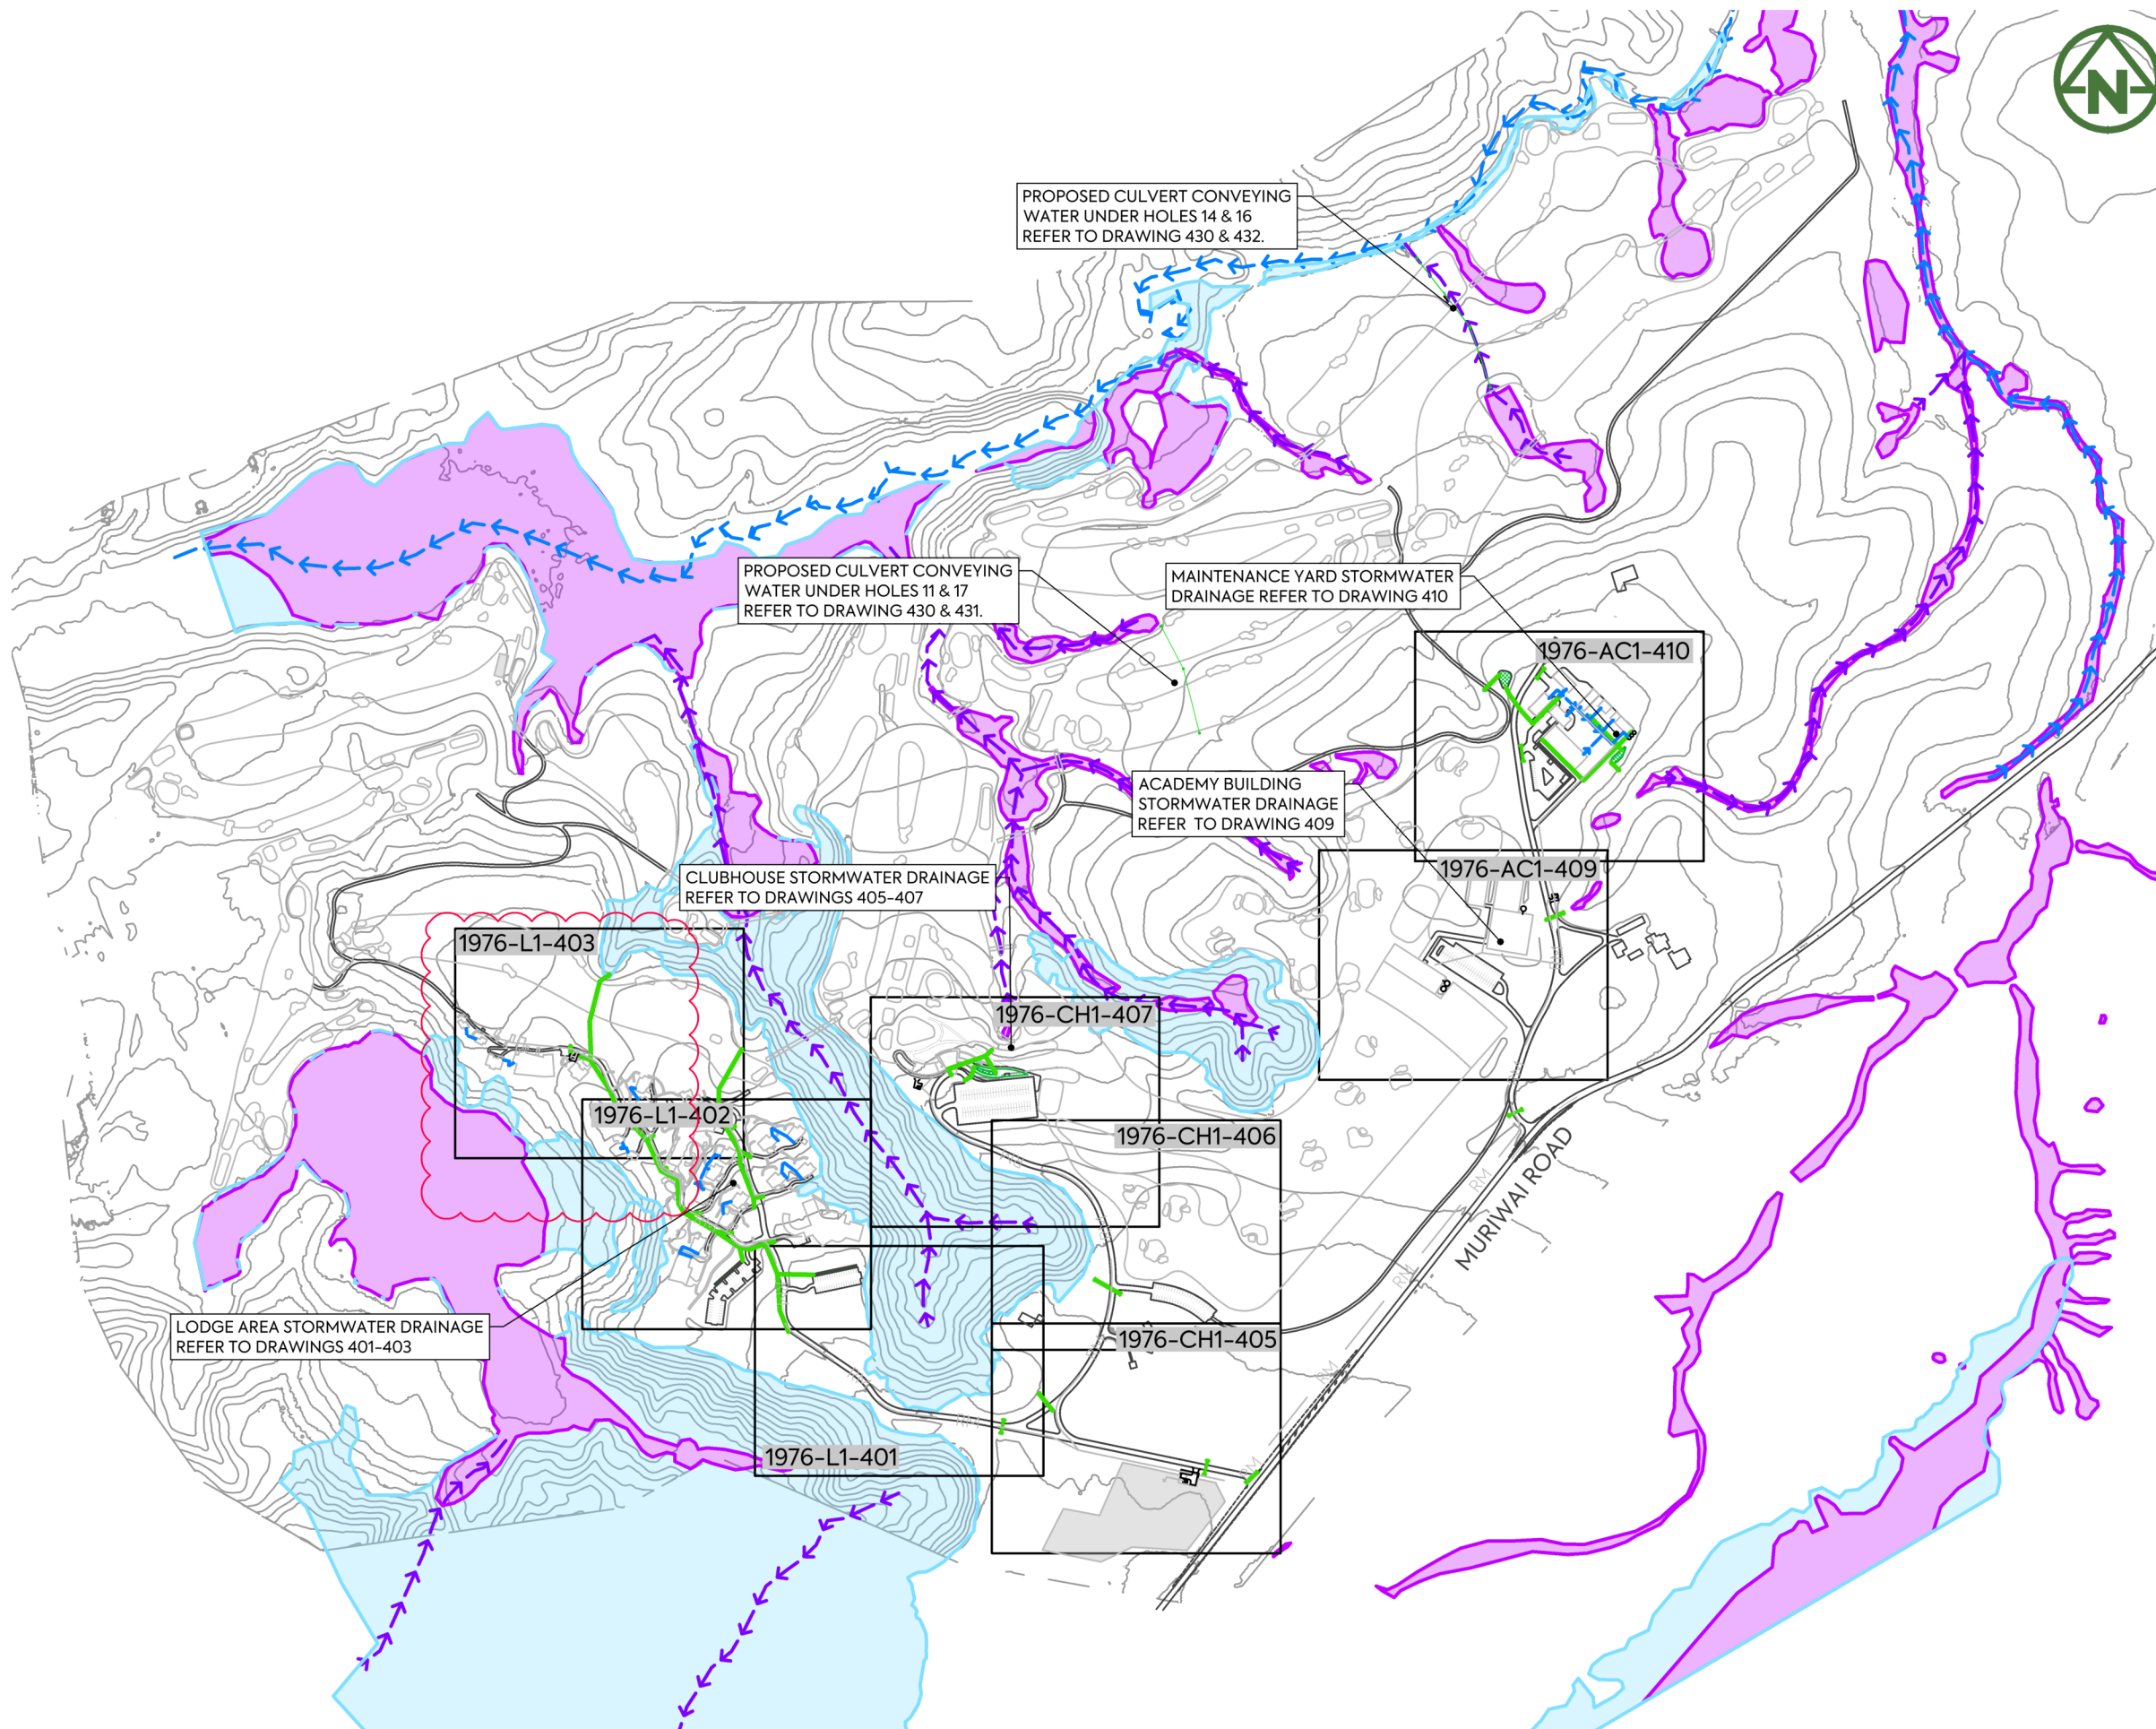 N
PROPOSED CULVERT CONVEYING
WATER UNDER HOLES 14 & 16
REFER TO DRAWING 430 & 432.
PROPOSED CULVERT CONVEYING
WATER UNDER HOLES 11 & 17
REFER TO DRAWING 430 & 431.
MAINTENANCE YARD STORMWATER
DRAINAGE REFER TO DRAWING 410
1976-AC1-410
ACADEMY BUILDING
STORMWATER DRAINAGE
REFER TO DRAWING 409
1976-AC1-409
CLUBHOUSE STORMWATER DRAINAGE
REFER TO DRAWINGS 405-407
1976-L1-403
1976-CH1-407
1976-L1-402
1976-CH1-406
MURIWAI ROAD
RM
RM
LODGE AREA STORMWATER DRAINAGE
REFER TO DRAWINGS 401-403
1976-CH1-405
RM
RM
1976-L1-401